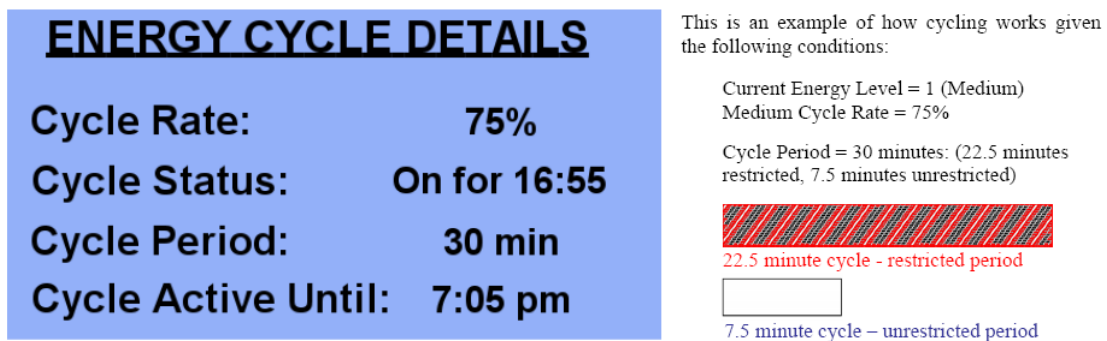 ENERGY CYCLE DETAILS
Cycle Rate: 75%
Cycle Status: On for 16:55
Cycle Period: 30 min
Cycle Active Until: 7:05 pm
This is an example of how cycling works given
the following conditions:
Current Energy Level = 1 (Medium)
Medium Cycle Rate = 75%
Cycle Period = 30 minutes: (22.5 minutes
restricted, 7.5 minutes unrestricted)
22.5 minute cycle - restricted period
7.5 minute cycle – unrestricted period